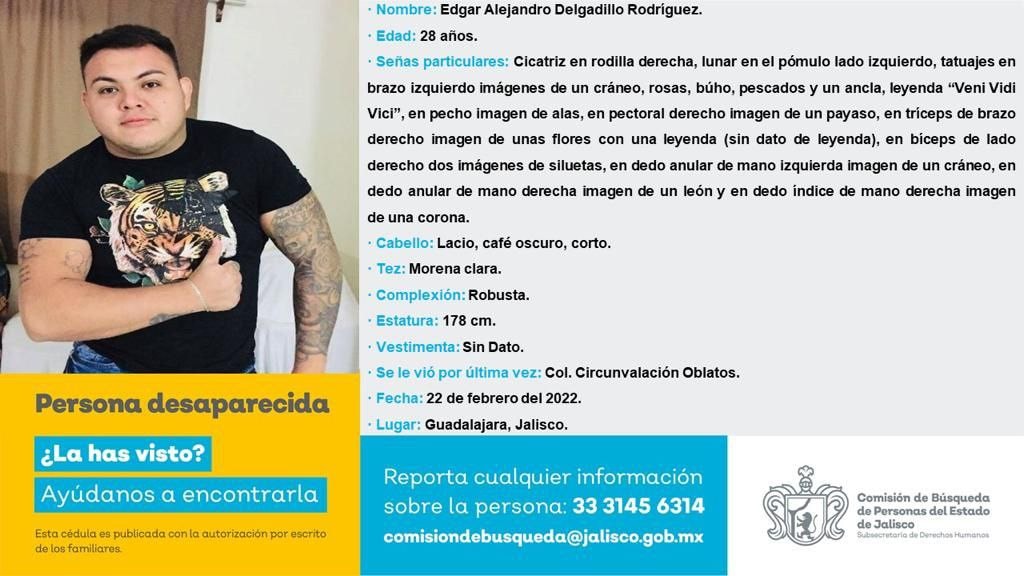 · Nombre: Edgar Alejandro Delgadillo Rodríguez.
· Edad: 28 años.
· Señas particulares: Cicatriz en rodilla derecha, lunar en el pómulo lado izquierdo, tatuajes en
brazo izquierdo imágenes de un cráneo, rosas, búho, pescados y un ancla, leyenda “Veni Vidi
Vici”, en pecho imagen de alas, en pectoral derecho imagen de un payaso, en tríceps de brazo
derecho imagen de unas flores con una leyenda (sin dato de leyenda), en bíceps de lado
derecho dos imágenes de siluetas, en dedo anular de mano izquierda imagen de un cráneo, en
dedo anular de mano derecha imagen de un león y en dedo índice de mano derecha imagen
de una corona.
· Cabello: Lacio, café oscuro, corto.
· Tez: Morena clara.
· Complexión: Robusta.
· Estatura: 178 cm.
· Vestimenta: Sin Dato.
· Se le vió por última vez: Col. Circunvalación Oblatos.
· Fecha: 22 de febrero del 2022.
· Lugar: Guadalajara, Jalisco.
Persona desaparecida
¿La has visto?
Ayúdanos a encontrarla
Esta cédula es publicada con la autorización por escrito
de los familiares.
Reporta cualquier información
sobre la persona: 33 3145 6314
comisiondebusqueda@jalisco.gob.mx
Comisión de Búsqueda
de Personas del Estado
de Jalisco
Subsecretaría de Derechos Humanos